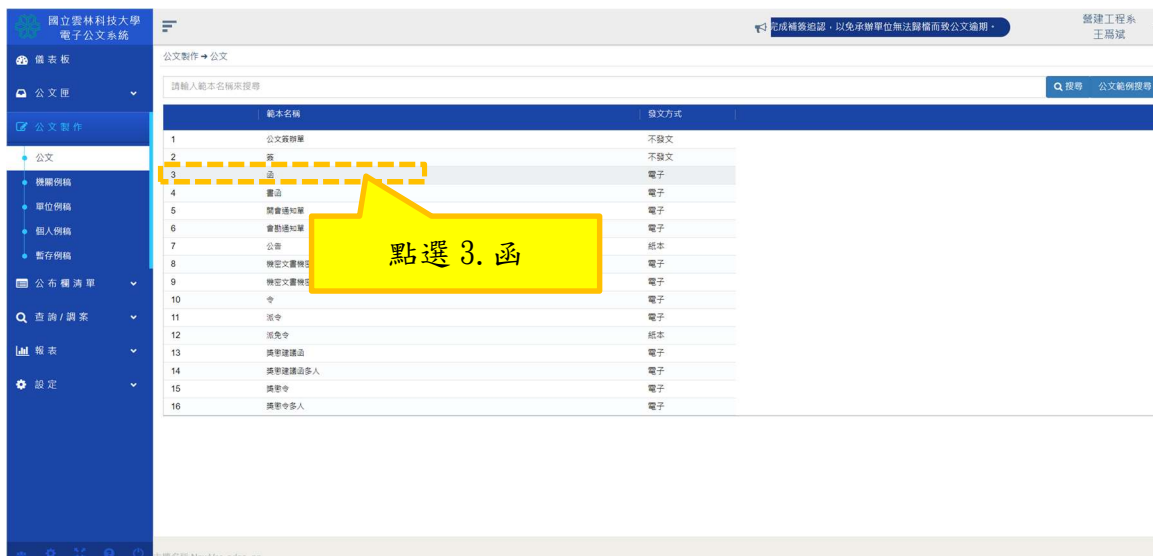 國立雲林科技大學
電子公文系統
完成補簽追認,以免承辦單位無法歸檔而致公文逾期。
營建工程系
儀表板
公文製作➔公文
公文匣
請輸入範本名稱來搜尋
搜尋 公文範例搜尋
公文製作
範本名稱 發文方式
公文
機關例稿
單位例稿
個人例稿
暫存例稿
公布欄清單
查詢/調案
報表
設定
1 公文簽辦單 不發文
2 簽 不發文
3 函 電子
4 書函 電子
5 開會通知單 電子
6 會勘通知單 電子
7 公告 紙本
8 機密文書機密 電子
9 機密文書機密 電子
10 令 電子
11 派令 電子
12 派免令 紙本
13 獎懲建議函 電子
14 獎懲建議函多人 電子
15 獎懲令 電子
16 獎懲令多人 電子
點選 3. 函